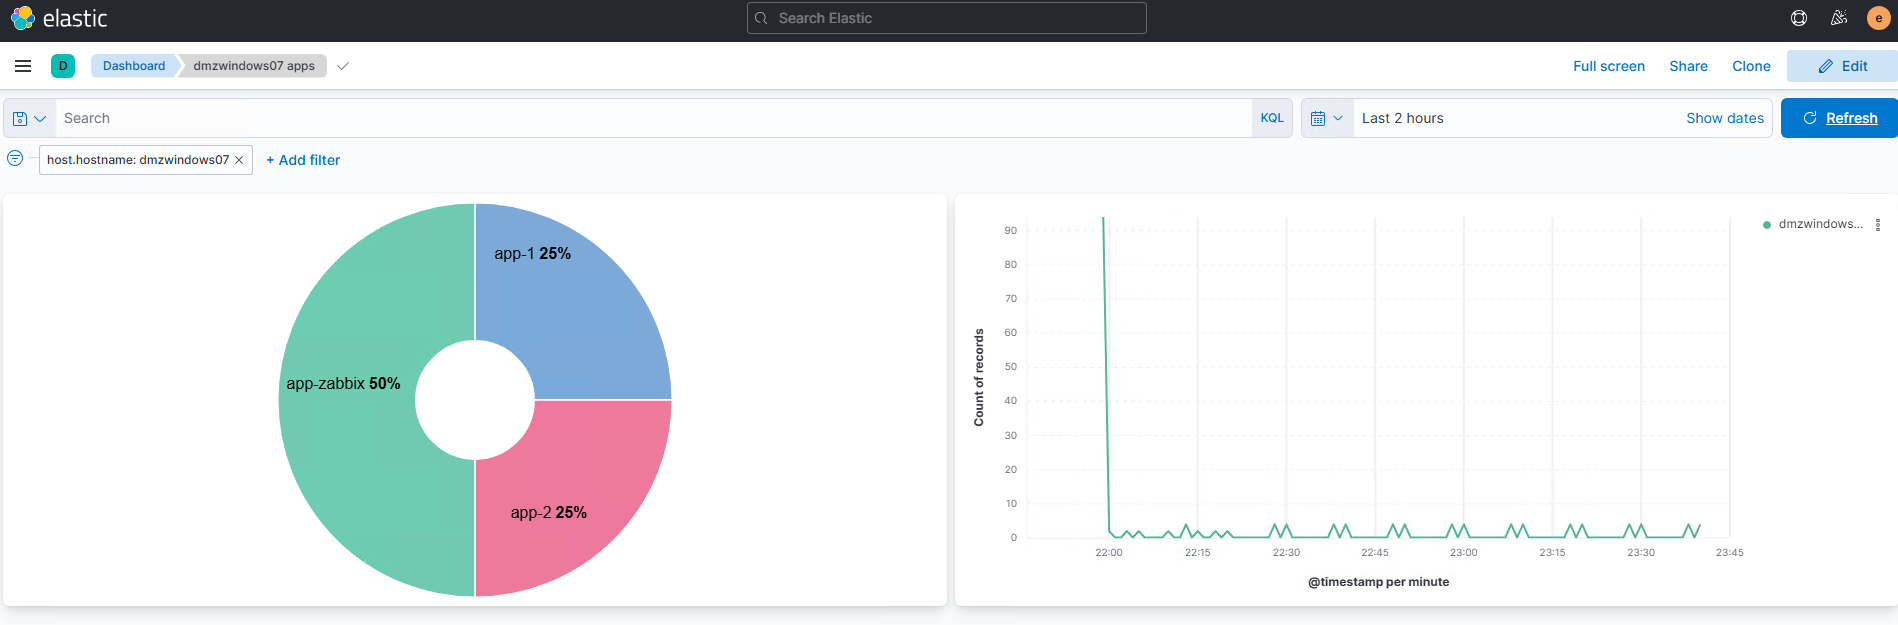 elastic
Search Elastic
e
D
Dashboard
dmzwindows07 apps
Full screen
Share
Clone
Edit
Search
KQL
Last 2 hours
Show dates
Refresh
host.hostname: dmzwindows07 ×
+ Add filter
app-1 25%
app-zabbix 50%
app-2 25%
Count of records
90
80
70
60
50
40
30
20
10
0
22:00 22:15 22:30 22:45 23:00 23:15 23:30 23:45
@timestamp per minute
dmzwindows...